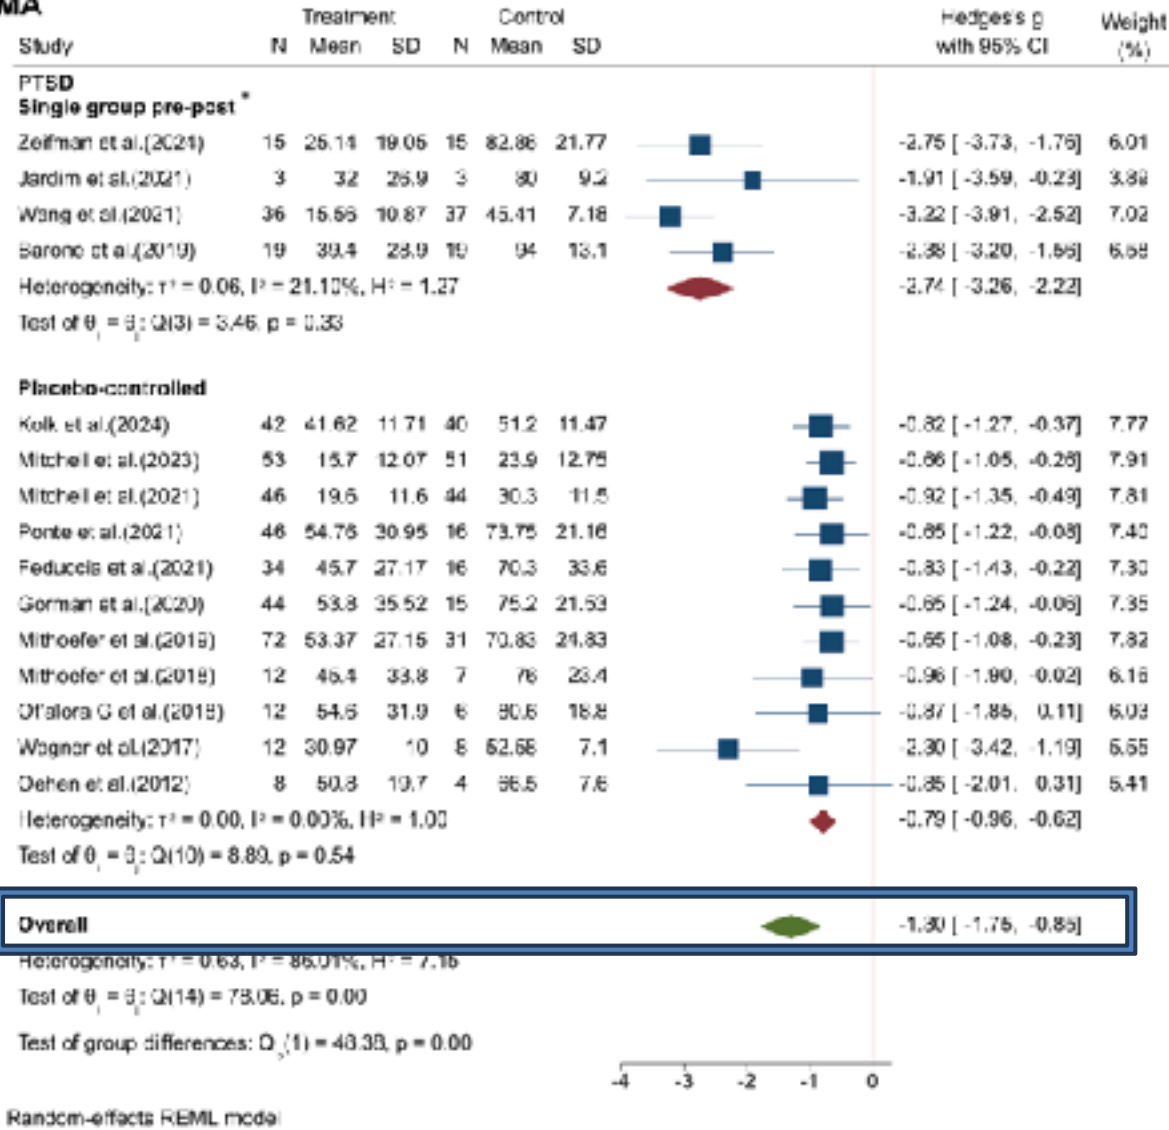 MA
Treatment Control Hedges's g Weight
Study N Mean SD N Mean SD with 95% CI (%)
PTSD
Single group pre-post *
Zeifman et al.(2024) 15 25.14 19.05 15 82.86 21.77 -2.75 [ -3.73, -1.76] 6.01
Jardim et al.(2021) 3 32 26.9 3 80 9.2 -1.91 [ -3.59, -0.23] 3.89
Wang et al.(2021) 36 15.56 10.87 37 45.41 7.18 -3.22 [ -3.91, -2.52] 7.02
Barone et al.(2019) 19 39.4 28.9 19 94 13.1 -2.38 [ -3.20, -1.56] 6.58
Heterogeneity: τ² = 0.06, I² = 21.10%, H² = 1.27 -2.74 [ -3.26, -2.22]
Test of θᵢ = θⱼ: Q(3) = 3.46, p = 0.33
Placebo-controlled
Kolk et al.(2024) 42 41.62 11.71 40 51.2 11.47 -0.82 [ -1.27, -0.37] 7.77
Mitchell et al.(2023) 53 15.7 12.07 51 23.9 12.75 -0.66 [ -1.05, -0.26] 7.91
Mitchell et al.(2021) 46 19.6 11.6 44 30.3 11.5 -0.92 [ -1.35, -0.49] 7.81
Ponte et al.(2021) 46 54.76 30.95 16 73.75 21.16 -0.65 [ -1.22, -0.08] 7.40
Feduccia et al.(2021) 34 45.7 27.17 16 70.3 33.6 -0.83 [ -1.43, -0.22] 7.30
Gorman et al.(2020) 44 53.8 35.52 15 75.2 21.53 -0.65 [ -1.24, -0.06] 7.35
Mithoefer et al.(2019) 72 53.37 27.15 31 70.83 24.83 -0.65 [ -1.08, -0.23] 7.82
Mithoefer et al.(2018) 12 45.4 33.8 7 76 23.4 -0.96 [ -1.90, -0.02] 6.16
Ot'alora G et al.(2018) 12 54.6 31.9 6 80.6 18.8 -0.87 [ -1.85, 0.11] 6.03
Wagner et al.(2017) 12 30.97 10 8 52.58 7.1 -2.30 [ -3.42, -1.19] 5.55
Oehen et al.(2012) 8 50.8 19.7 4 66.5 7.6 -0.85 [ -2.01, 0.31] 5.41
Heterogeneity: τ² = 0.00, I² = 0.00%, H² = 1.00 -0.79 [ -0.96, -0.62]
Test of θᵢ = θⱼ: Q(10) = 8.89, p = 0.54
Overall -1.30 [ -1.75, -0.85]
Heterogeneity: τ² = 0.63, I² = 86.01%, H² = 7.15
Test of θᵢ = θⱼ: Q(14) = 78.06, p = 0.00
Test of group differences: Q (1) = 48.38, p = 0.00
-4 -3 -2 -1 0
Random-effects REML model